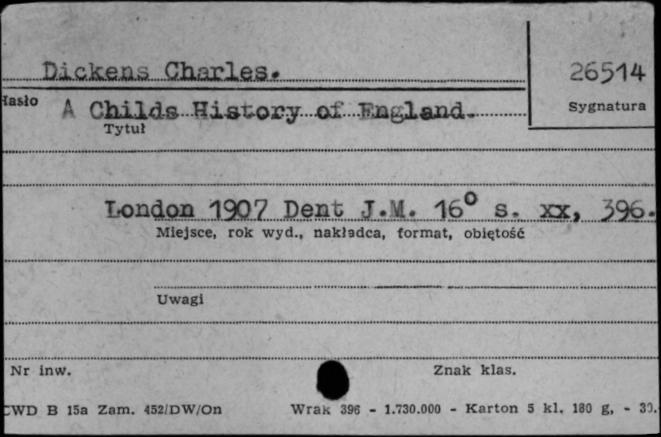 Dickens Charles.
26514
Hasło
A Childs History of England.
Sygnatura
Tytuł
London 1907 Dent J.M. 16⁰ s. xx, 396.
Miejsce, rok wyd., nakładca, format, objętość
Uwagi
Nr inw.
Znak klas.
CWD B 15a Zam. 452/DW/On Wrak 396 - 1.730.000 - Karton 5 kl. 180 g, - 30.